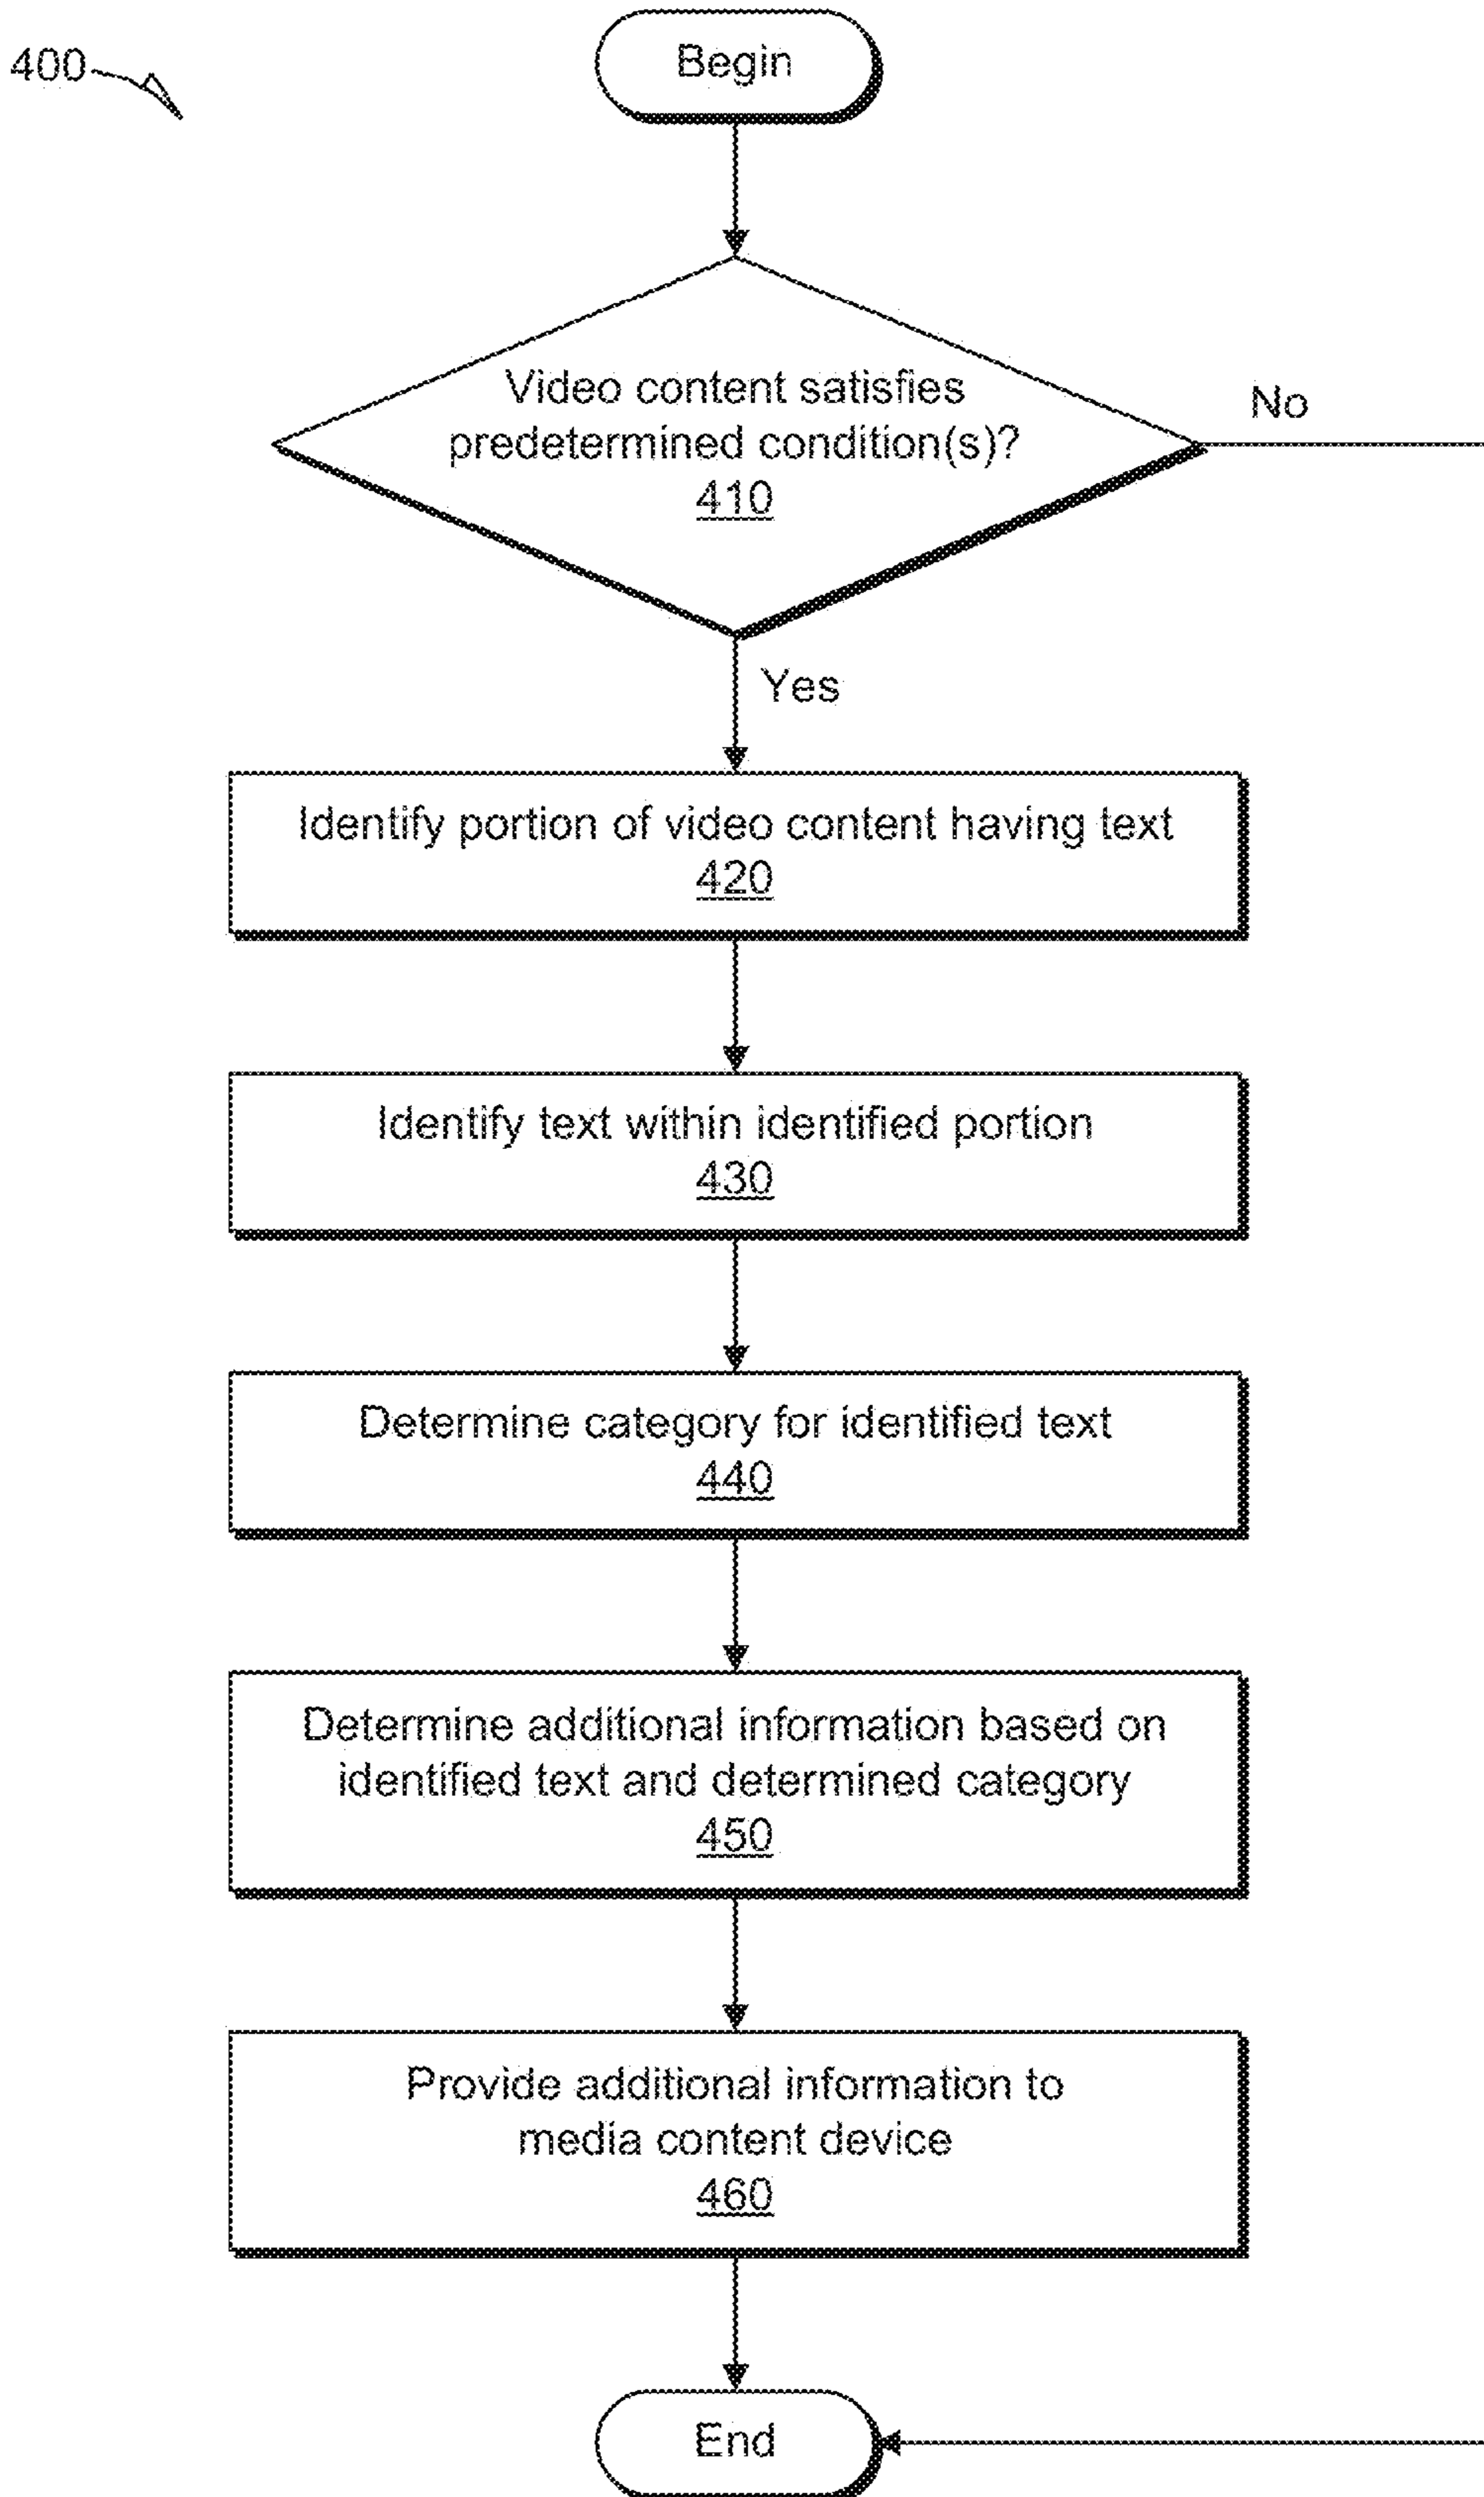 400
Begin
Video content satisfies
predetermined condition(s)?
410
No
Yes
Identify portion of video content having text
420
Identify text within identified portion
430
Determine category for identified text
440
Determine additional information based on
identified text and determined category
450
Provide additional information to
media content device
460
End